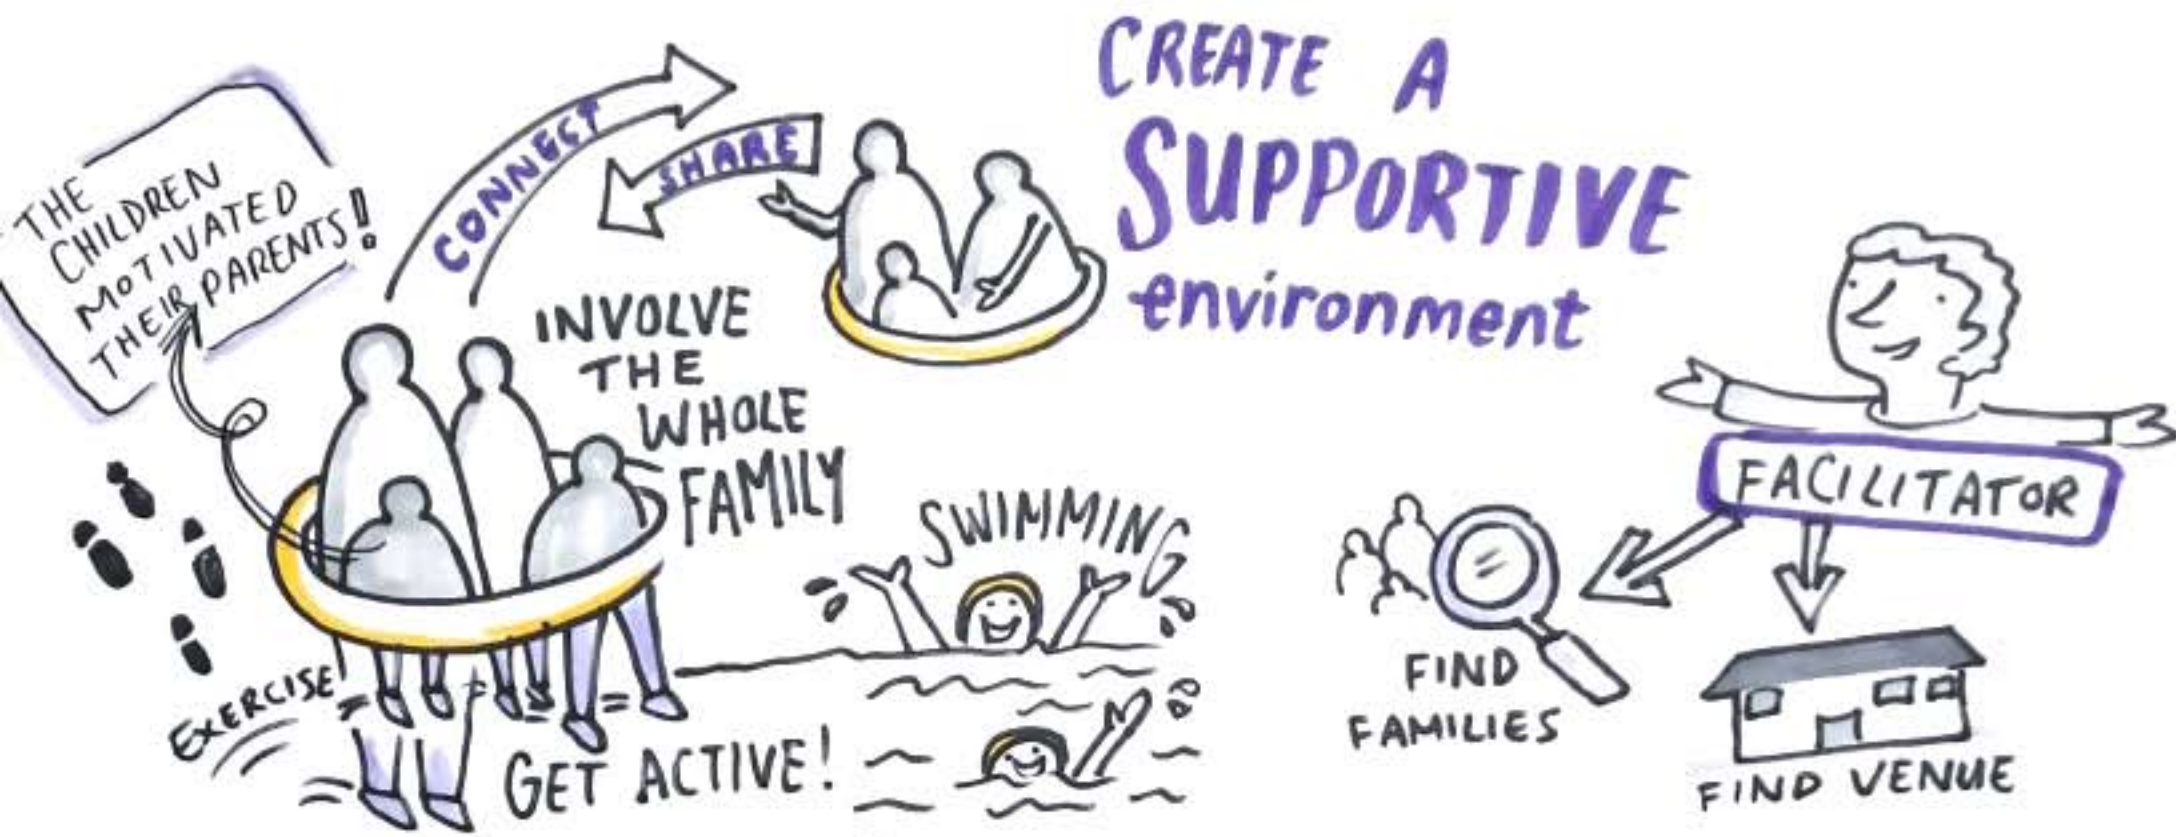 THE
CHILDREN
MOTIVATED
THEIR PARENTS!
CONNECT
SHARE
CREATE A
SUPPORTIVE
environment
INVOLVE
THE
WHOLE
FAMILY
EXERCISE
GET ACTIVE!
SWIMMING
FACILITATOR
FIND
FAMILIES
FIND VENUE